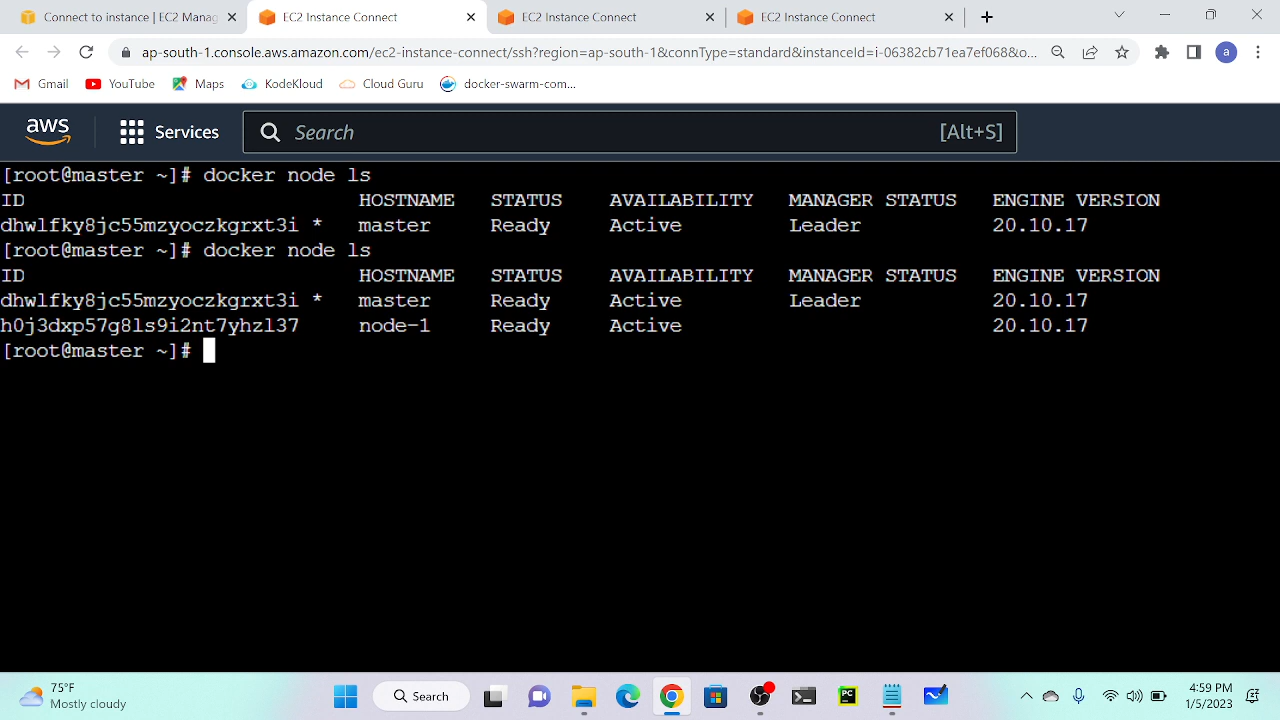 Connect to instance | EC2 Manag
EC2 Instance Connect
EC2 Instance Connect
EC2 Instance Connect
ap-south-1.console.aws.amazon.com/ec2-instance-connect/ssh?region=ap-south-1&connType=standard&instanceId=i-06382cb71ea7ef068&o...
a
Gmail
YouTube
Maps
KodeKloud
Cloud Guru
docker-swarm-com...
aws
Services
Search
[Alt+S]
[root@master ~]# docker node ls
ID HOSTNAME STATUS AVAILABILITY MANAGER STATUS ENGINE VERSION
dhwlfky8jc55mzyoczkgrxt3i * master Ready Active Leader 20.10.17
[root@master ~]# docker node ls
ID HOSTNAME STATUS AVAILABILITY MANAGER STATUS ENGINE VERSION
dhwlfky8jc55mzyoczkgrxt3i * master Ready Active Leader 20.10.17
h0j3dxp57g8ls9i2nt7yhzl37 node-1 Ready Active 20.10.17
[root@master ~]#
75°F
Mostly cloudy
Search
PC
4:59 PM
1/5/2023